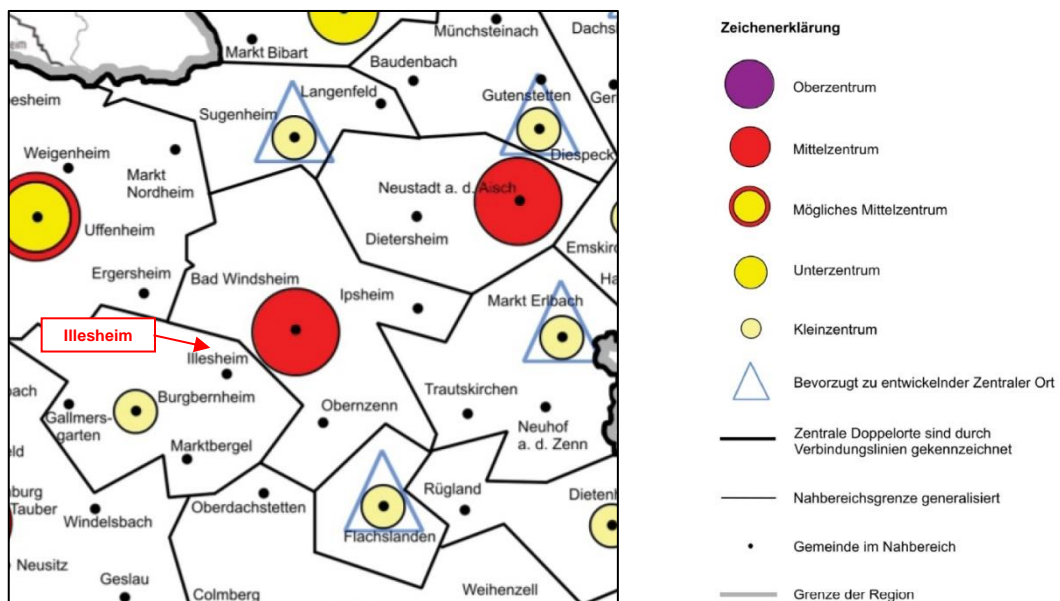 Markt Bibart
Münchsteinach
Dachs
Baudenbach
Langenfeld
Gutenstetten
Ger
esheim
Sugenheim
Weigenheim
Diespeck
Markt
Nordheim
Neustadt a. d. Aisch
Uffenheim
Dietersheim
Emskirc
Ergersheim
Bad Windsheim
Ipsheim
Ha
Markt Erlbach
Illesheim
Illesheim
bach
Burgbernheim
Trautskirchen
Gallmers-
garten
Obernzenn
Neuhof
a. d. Zenn
eld
Marktbergel
nburg
Tauber
Windelsbach
Oberdachstetten
Rügland
Dietenh
Flachslanden
Neusitz
Geslau
Colmberg
Weihenzell
Zeichenerklärung
Oberzentrum
Mittelzentrum
Mögliches Mittelzentrum
Unterzentrum
Kleinzentrum
Bevorzugt zu entwickelnder Zentraler Ort
Zentrale Doppelorte sind durch
Verbindungslinien gekennzeichnet
Nahbereichsgrenze generalisiert
Gemeinde im Nahbereich
Grenze der Region